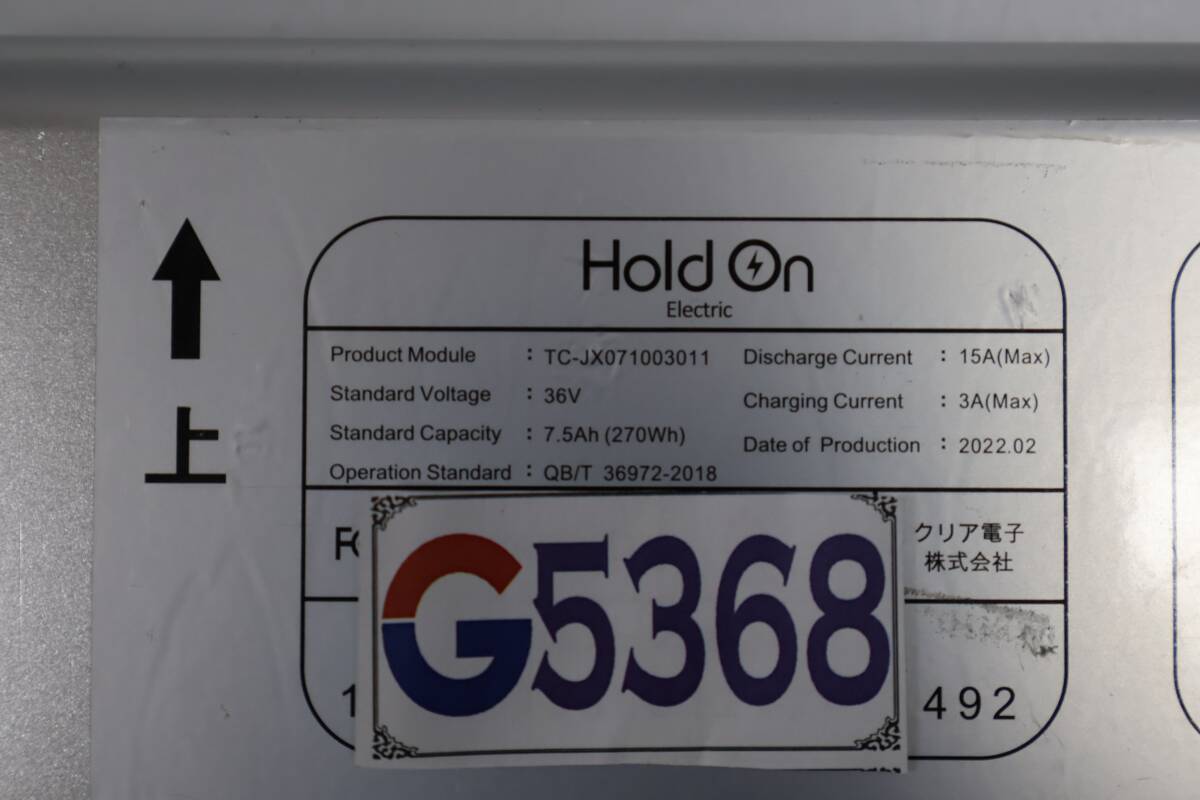 Hold On
Electric
Product Module : TC-JX071003011
Standard Voltage : 36V
Standard Capacity : 7.5Ah (270Wh)
Operation Standard : QB/T 36972-2018
Discharge Current : 15A(Max)
Charging Current : 3A(Max)
Date of Production : 2022.02
上
クリア電子
株式会社
G5368
492